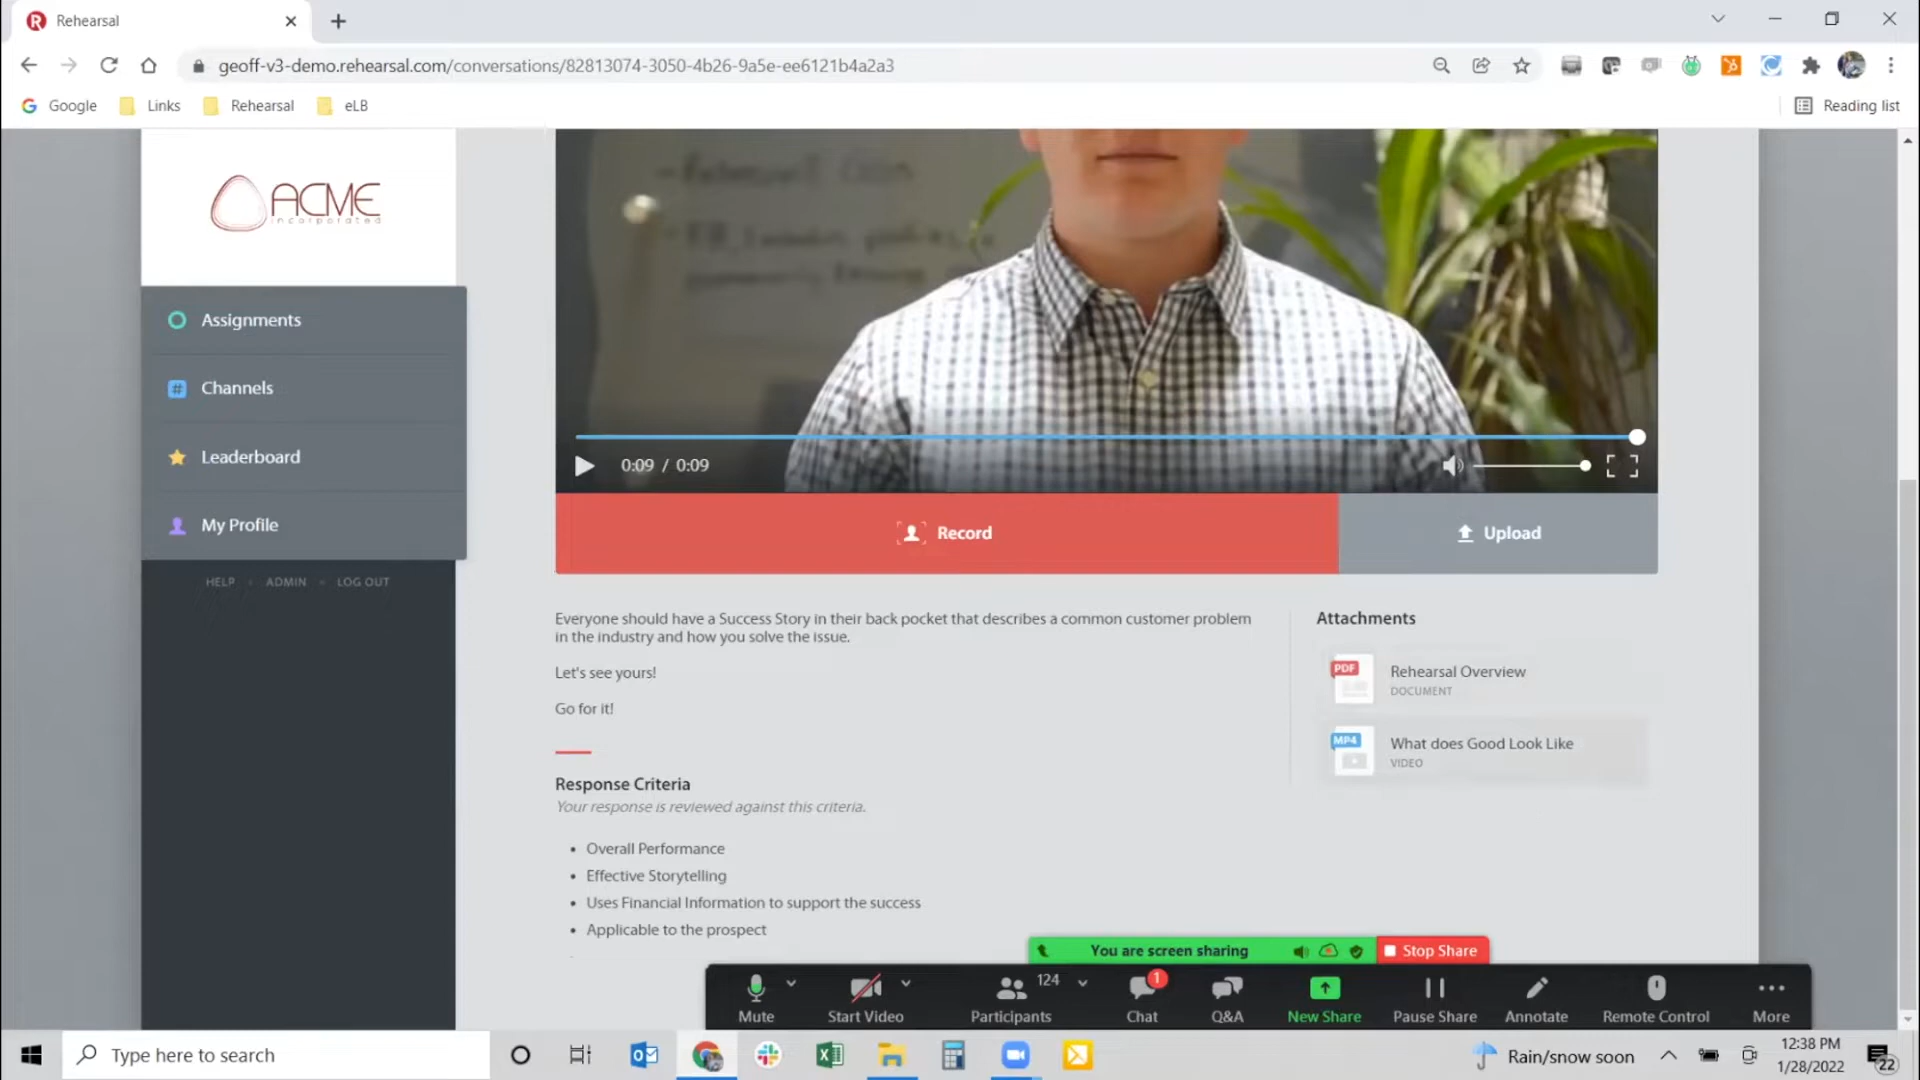 Rehearsal
geoff-v3-demo.rehearsal.com/conversations/82813074-3050-4b26-9a5e-ee6121b4a2a3
Google
Links
Rehearsal
eLB
Reading list
ACME
incorporated
Assignments
Channels
Leaderboard
My Profile
HELP
ADMIN
LOG OUT
0:09 / 0:09
Record
Upload
Everyone should have a Success Story in their back pocket that describes a common customer problem
in the industry and how you solve the issue.
Let's see yours!
Go for it!
Response Criteria
Your response is reviewed against this criteria.
• Overall Performance
• Effective Storytelling
• Uses Financial Information to support the success
• Applicable to the prospect
Attachments
PDF
Rehearsal Overview
DOCUMENT
MP4
What does Good Look Like
VIDEO
You are screen sharing
Stop Share
Mute
Start Video
Participants
124
Chat
1
Q&A
New Share
Pause Share
Annotate
Remote Control
More
Type here to search
Rain/snow soon
12:38 PM
1/28/2022
22